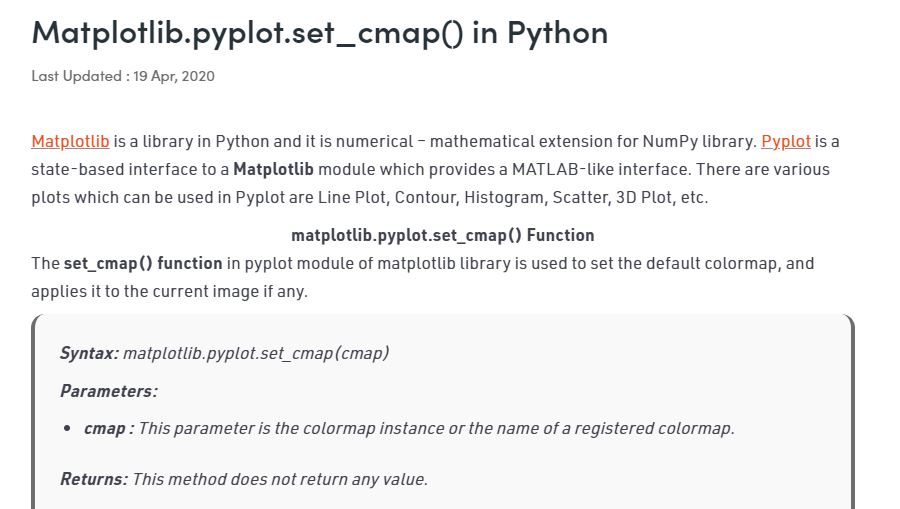 Matplotlib.pyplot.set_cmap() in Python
Last Updated : 19 Apr, 2020
Matplotlib is a library in Python and it is numerical – mathematical extension for NumPy library. Pyplot is a
state-based interface to a Matplotlib module which provides a MATLAB-like interface. There are various
plots which can be used in Pyplot are Line Plot, Contour, Histogram, Scatter, 3D Plot, etc.
matplotlib.pyplot.set_cmap() Function
The set_cmap() function in pyplot module of matplotlib library is used to set the default colormap, and
applies it to the current image if any.
Syntax: matplotlib.pyplot.set_cmap(cmap)
Parameters:
• cmap : This parameter is the colormap instance or the name of a registered colormap.
Returns: This method does not return any value.